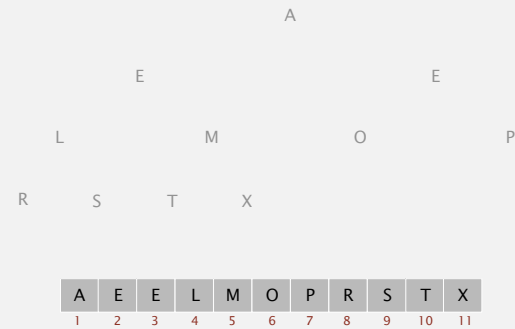 A
E E
L M O P
R S T X
A E E L M O P R S T X
1 2 3 4 5 6 7 8 9 10 11